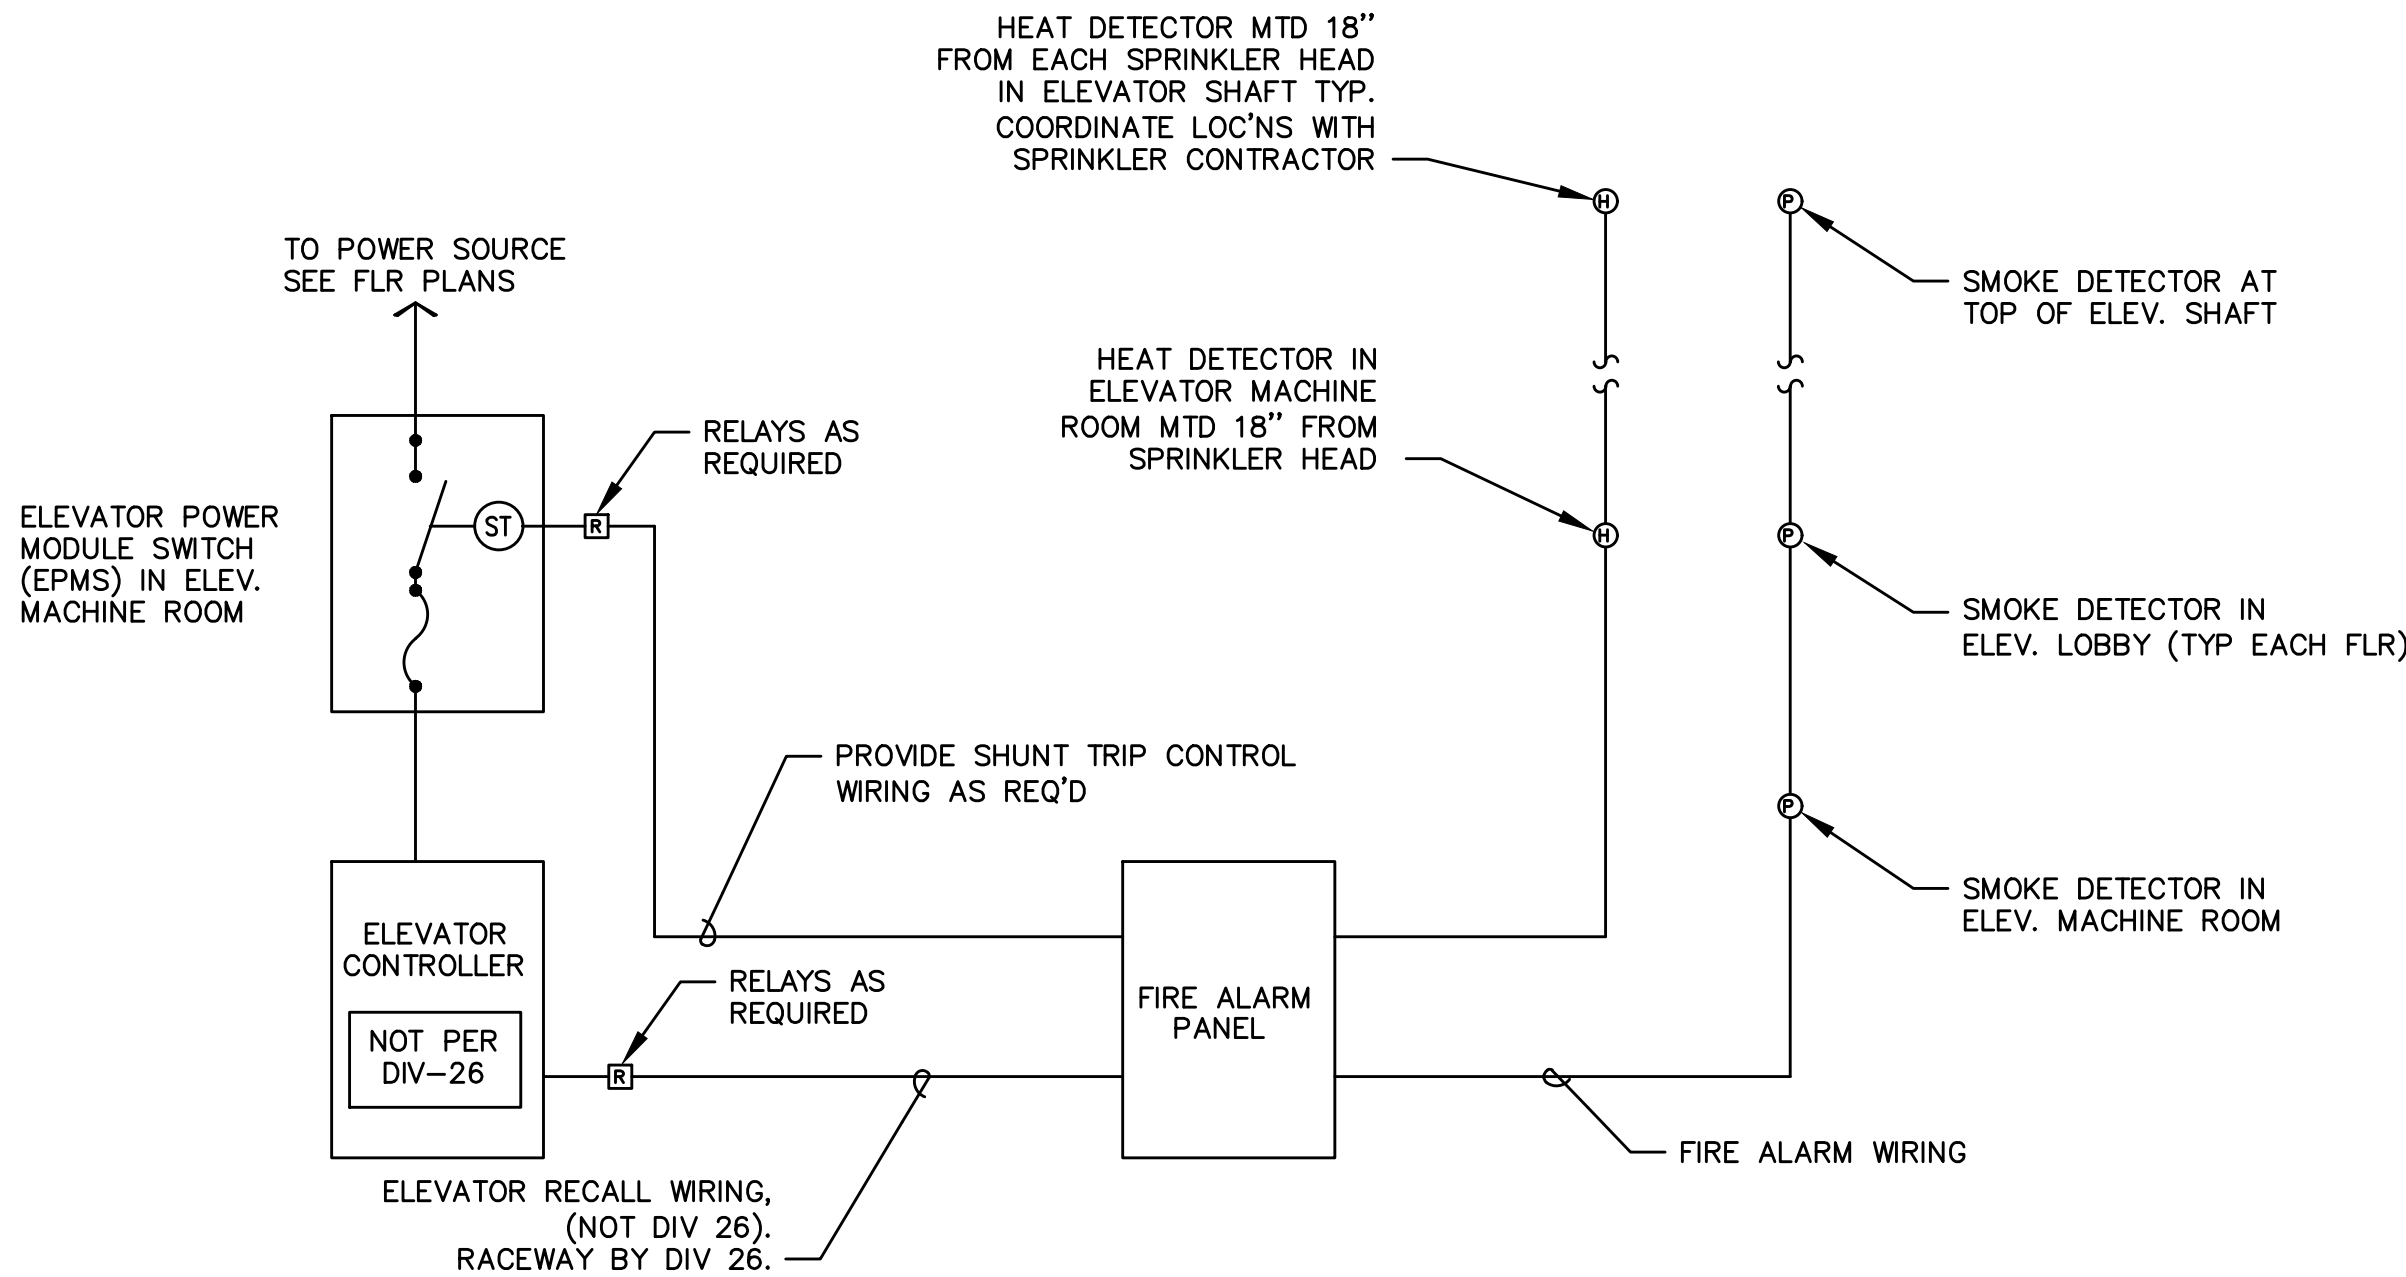 HEAT DETECTOR MTD 18"
FROM EACH SPRINKLER HEAD
IN ELEVATOR SHAFT TYP.
COORDINATE LOC'NS WITH
SPRINKLER CONTRACTOR
H
P
TO POWER SOURCE
SEE FLR PLANS
SMOKE DETECTOR AT
TOP OF ELEV. SHAFT
HEAT DETECTOR IN
ELEVATOR MACHINE
ROOM MTD 18" FROM
SPRINKLER HEAD
RELAYS AS
REQUIRED
ELEVATOR POWER
MODULE SWITCH
(EPMS) IN ELEV.
MACHINE ROOM
ST
R
H
P
SMOKE DETECTOR IN
ELEV. LOBBY (TYP EACH FLR)
PROVIDE SHUNT TRIP CONTROL
WIRING AS REQ'D
P
SMOKE DETECTOR IN
ELEV. MACHINE ROOM
ELEVATOR
CONTROLLER
NOT PER
DIV-26
RELAYS AS
REQUIRED
R
FIRE ALARM
PANEL
FIRE ALARM WIRING
ELEVATOR RECALL WIRING,
(NOT DIV 26).
RACEWAY BY DIV 26.